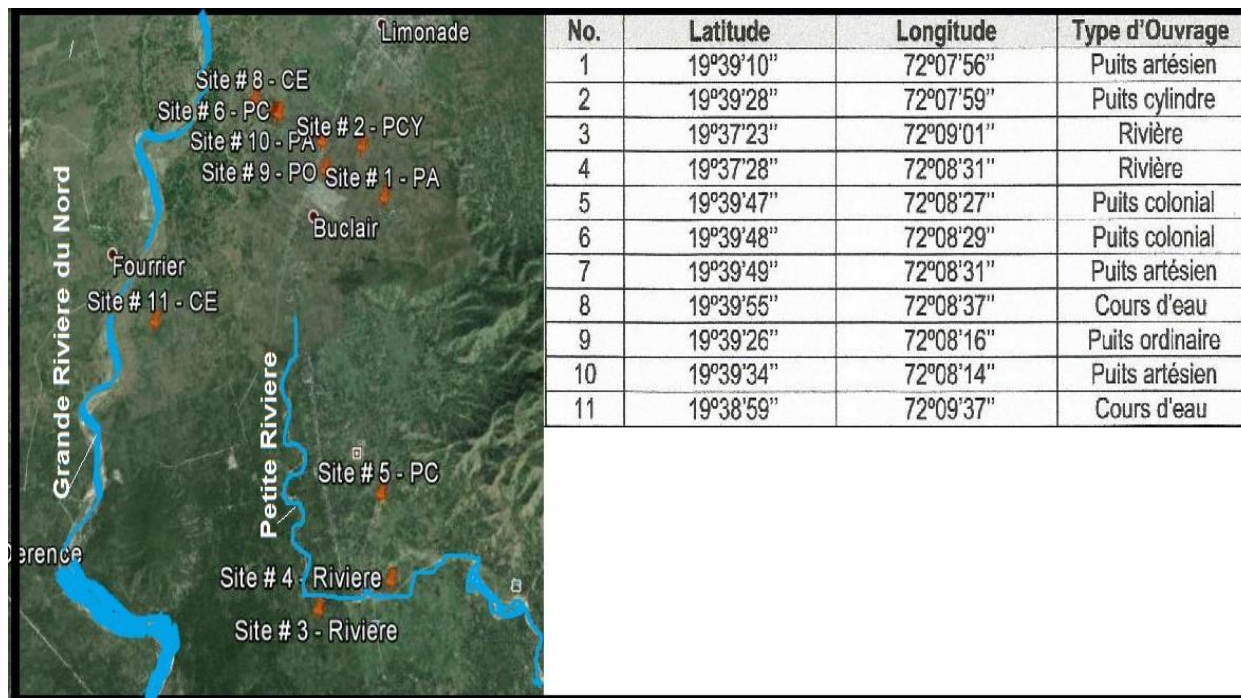 Limonade
Site # 8 - CE
Site # 6 - PC
Site # 2 - PCY
Site # 10 - PA
Site # 9 - PO
Site # 1 - PA
Buclair
Fourrier
Site # 11 - CE
Grande Riviere du Nord
Petite Riviere
Site # 5 - PC
Site # 4 - Riviere
Site # 3 - Riviere
No. Latitude Longitude Type d'Ouvrage
1 19º39'10" 72º07'56" Puits artésien
2 19º39'28" 72º07'59" Puits cylindre
3 19º37'23" 72º09'01" Rivière
4 19º37'28" 72º08'31" Rivière
5 19º39'47" 72º08'27" Puits colonial
6 19º39'48" 72º08'29" Puits colonial
7 19º39'49" 72º08'31" Puits artésien
8 19º39'55" 72º08'37" Cours d'eau
9 19º39'26" 72º08'16" Puits ordinaire
10 19º39'34" 72º08'14" Puits artésien
11 19º38'59" 72º09'37" Cours d'eau